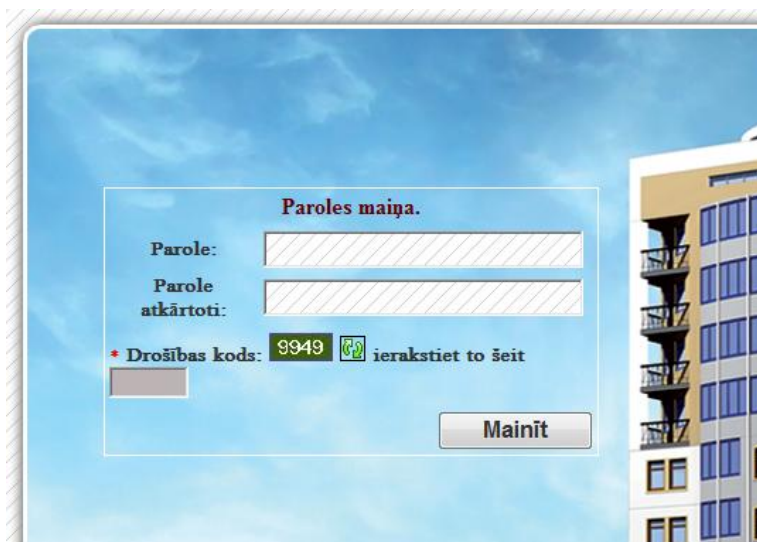 Paroles maiņa.
Parole:
Parole
atkārtoti:
* Drošības kods: 9949 ierakstiet to šeit
Mainīt